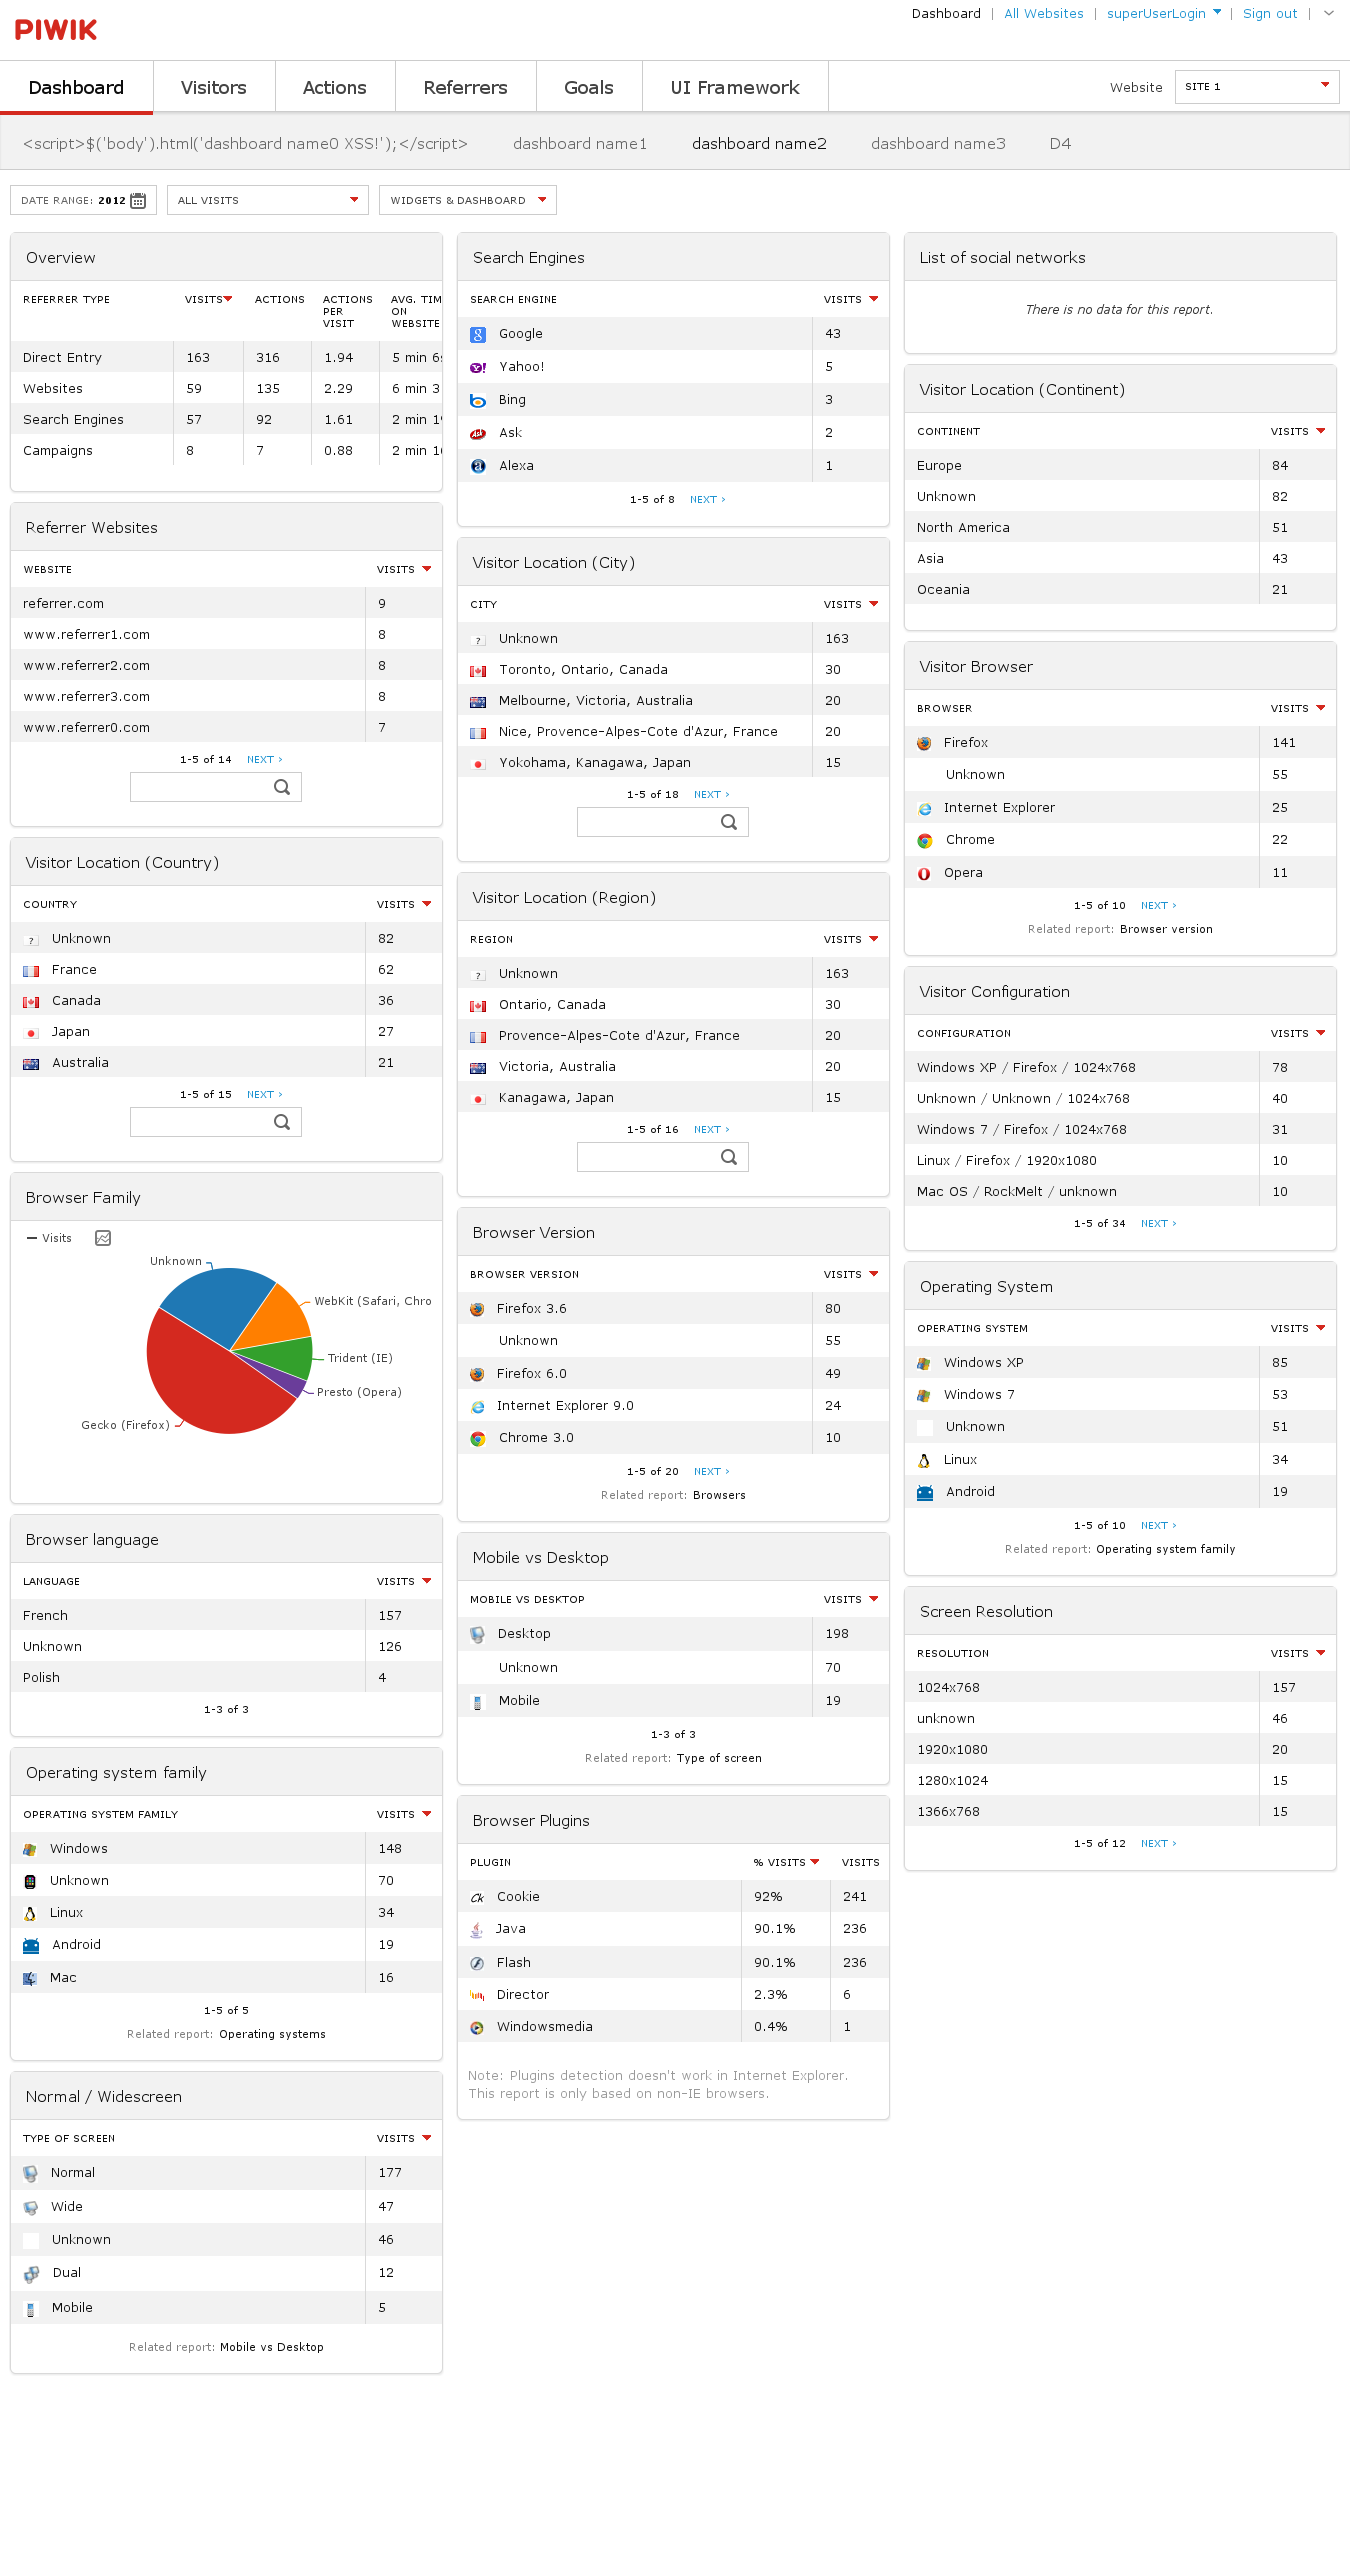 PIWIK
Dashboard | All Websites | superUserLogin | Sign out |
Dashboard Visitors Actions Referrers Goals UI Framework Website SITE 1
<script>$('body').html('dashboard name0 XSS!');</script> dashboard name1 dashboard name2 dashboard name3 D4
DATE RANGE: 2012 ALL VISITS WIDGETS & DASHBOARD
Overview
REFERRER TYPE VISITS ACTIONS ACTIONS PER VISIT AVG. TIM ON WEBSITE
Direct Entry 163 316 1.94 5 min 6s
Websites 59 135 2.29 6 min 3
Search Engines 57 92 1.61 2 min 19
Campaigns 8 7 0.88 2 min 16
Referrer Websites
WEBSITE VISITS
referrer.com 9
www.referrer1.com 8
www.referrer2.com 8
www.referrer3.com 8
www.referrer0.com 7
1-5 of 14 NEXT ›
Visitor Location (Country)
COUNTRY VISITS
? Unknown 82
France 62
Canada 36
Japan 27
Australia 21
1-5 of 15 NEXT ›
Browser Family
Visits
Unknown
WebKit (Safari, Chro
Trident (IE)
Presto (Opera)
Gecko (Firefox)
Browser language
LANGUAGE VISITS
French 157
Unknown 126
Polish 4
1-3 of 3
Operating system family
OPERATING SYSTEM FAMILY VISITS
Windows 148
Unknown 70
Linux 34
Android 19
Mac 16
1-5 of 5
Related report: Operating systems
Normal / Widescreen
TYPE OF SCREEN VISITS
Normal 177
Wide 47
Unknown 46
Dual 12
Mobile 5
Related report: Mobile vs Desktop
Search Engines
SEARCH ENGINE VISITS
Google 43
Yahoo! 5
Bing 3
Ask 2
Alexa 1
1-5 of 8 NEXT ›
Visitor Location (City)
CITY VISITS
? Unknown 163
Toronto, Ontario, Canada 30
Melbourne, Victoria, Australia 20
Nice, Provence-Alpes-Cote d'Azur, France 20
Yokohama, Kanagawa, Japan 15
1-5 of 18 NEXT ›
Visitor Location (Region)
REGION VISITS
? Unknown 163
Ontario, Canada 30
Provence-Alpes-Cote d'Azur, France 20
Victoria, Australia 20
Kanagawa, Japan 15
1-5 of 16 NEXT ›
Browser Version
BROWSER VERSION VISITS
Firefox 3.6 80
Unknown 55
Firefox 6.0 49
Internet Explorer 9.0 24
Chrome 3.0 10
1-5 of 20 NEXT ›
Related report: Browsers
Mobile vs Desktop
MOBILE VS DESKTOP VISITS
Desktop 198
Unknown 70
Mobile 19
1-3 of 3
Related report: Type of screen
Browser Plugins
PLUGIN % VISITS VISITS
Cookie 92% 241
Java 90.1% 236
Flash 90.1% 236
Director 2.3% 6
Windowsmedia 0.4% 1
Note: Plugins detection doesn't work in Internet Explorer.
This report is only based on non-IE browsers.
List of social networks
There is no data for this report.
Visitor Location (Continent)
CONTINENT VISITS
Europe 84
Unknown 82
North America 51
Asia 43
Oceania 21
Visitor Browser
BROWSER VISITS
Firefox 141
Unknown 55
Internet Explorer 25
Chrome 22
Opera 11
1-5 of 10 NEXT ›
Related report: Browser version
Visitor Configuration
CONFIGURATION VISITS
Windows XP / Firefox / 1024x768 78
Unknown / Unknown / 1024x768 40
Windows 7 / Firefox / 1024x768 31
Linux / Firefox / 1920x1080 10
Mac OS / RockMelt / unknown 10
1-5 of 34 NEXT ›
Operating System
OPERATING SYSTEM VISITS
Windows XP 85
Windows 7 53
Unknown 51
Linux 34
Android 19
1-5 of 10 NEXT ›
Related report: Operating system family
Screen Resolution
RESOLUTION VISITS
1024x768 157
unknown 46
1920x1080 20
1280x1024 15
1366x768 15
1-5 of 12 NEXT ›